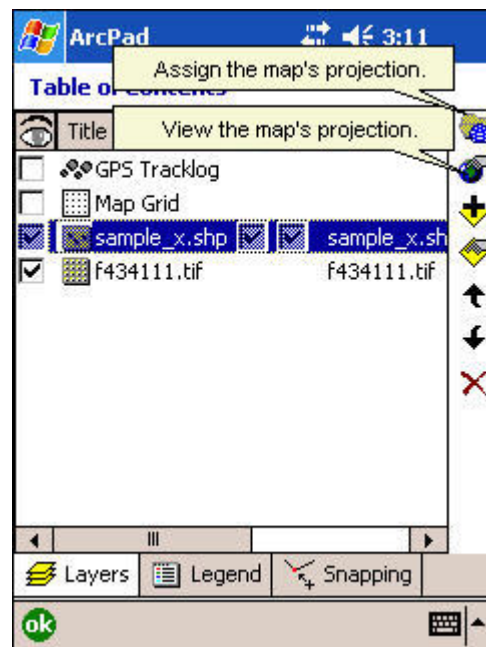 ArcPad 3:11
Assign the map's projection.
Table of Contents
View the map's projection.
Title
GPS Tracklog
Map Grid
sample_x.shp sample_x.sh
f434111.tif f434111.tif
Layers Legend Snapping
ok